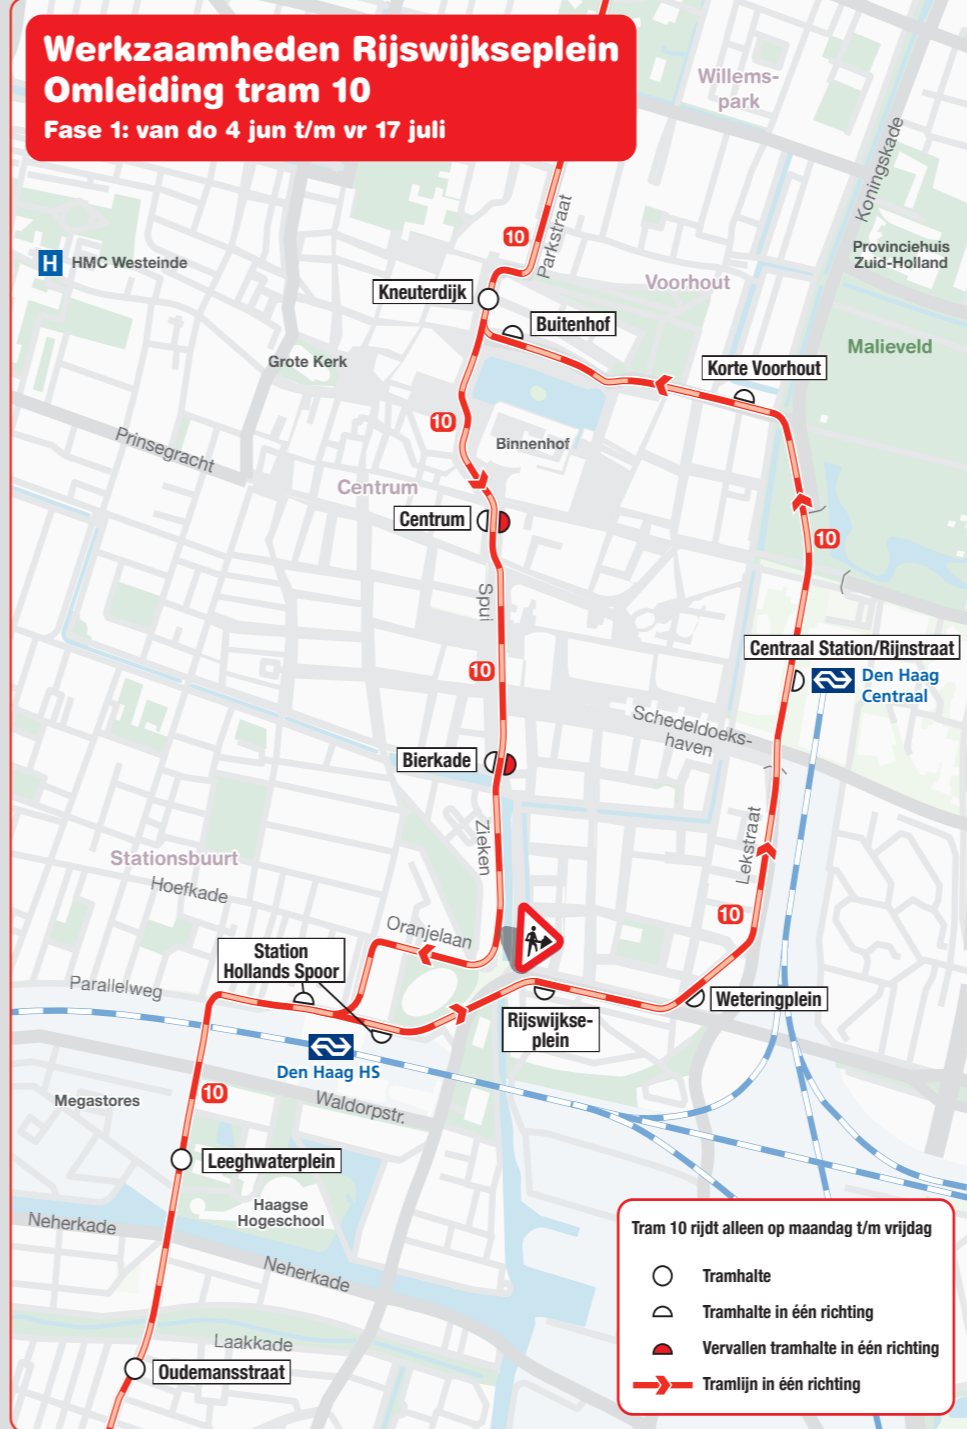 Werkzaamheden Rijswijkseplein
Omleiding tram 10
Fase 1: van do 4 jun t/m vr 17 juli
Willems-
park
Koningskade
Parkstraat
10
Provinciehuis
Zuid-Holland
H
HMC Westeinde
Voorhout
Kneuterdijk
Buitenhof
Malieveld
Grote Kerk
Korte Voorhout
10
Prinsegracht
Binnenhof
Centrum
Centrum
10
Spui
Centraal Station/Rijnstraat
10
Den Haag
Centraal
Schedeldoeks-
haven
Bierkade
Zieken
Lekstraat
Stationsbuurt
Hoefkade
10
Oranjelaan
Station
Hollands Spoor
Parallelweg
Weteringplein
Rijswijkse-
plein
Den Haag HS
10
Megastores
Waldorpstr.
Leeghwaterplein
Haagse
Hogeschool
Neherkade
Neherkade
Laakkade
Oudemansstraat
Tram 10 rijdt alleen op maandag t/m vrijdag
Tramhalte
Tramhalte in één richting
Vervallen tramhalte in één richting
Tramlijn in één richting